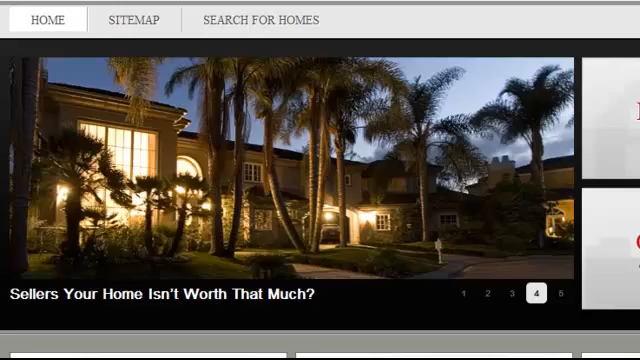 HOME SITEMAP SEARCH FOR HOMES
Sellers Your Home Isn't Worth That Much?
1 2 3 4 5